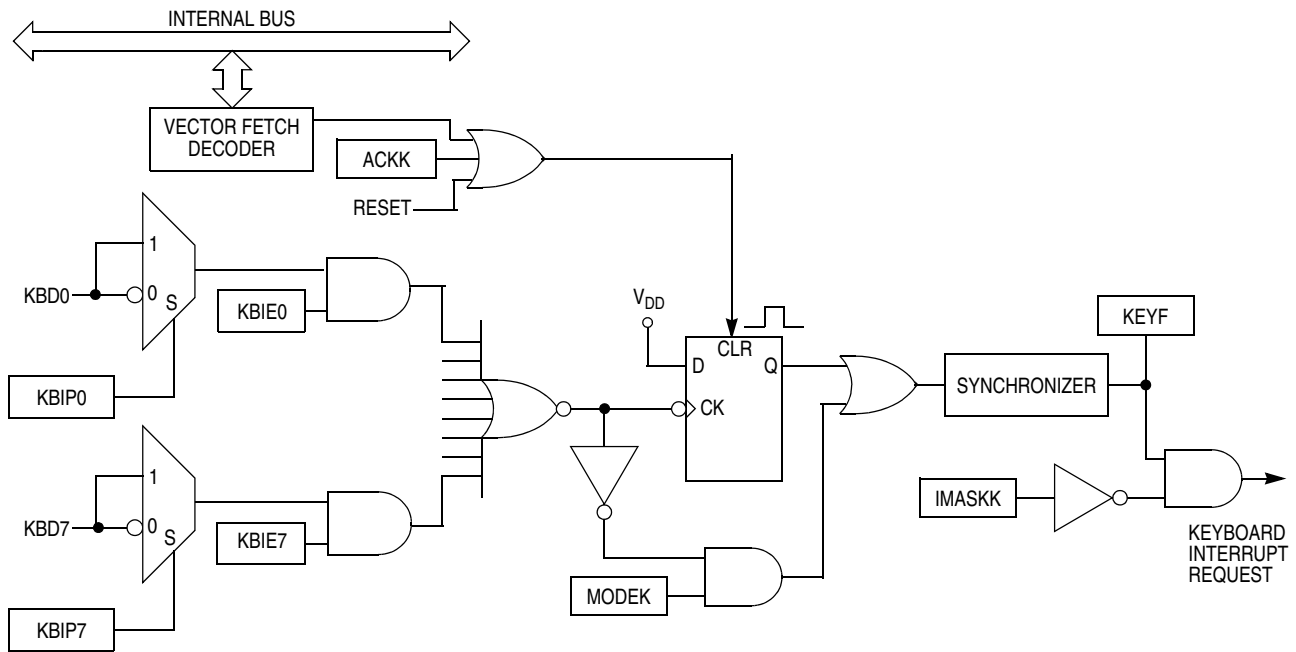 INTERNAL BUS
VECTOR FETCH
DECODER
ACKK
RESET
1
KBD0
0
S
KBIE0
KBIP0
VDD
CLR
D
Q
CK
KEYF
SYNCHRONIZER
1
KBD7
0
S
KBIE7
KBIP7
MODEK
IMASKK
KEYBOARD
INTERRUPT
REQUEST